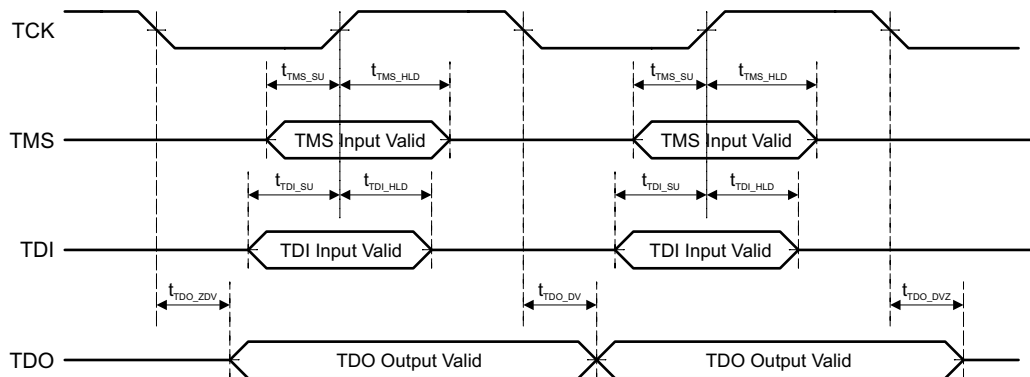 TCK
tTMS_SU tTMS_HLD tTMS_SU tTMS_HLD
TMS TMS Input Valid TMS Input Valid
tTDI_SU tTDI_HLD tTDI_SU tTDI_HLD
TDI TDI Input Valid TDI Input Valid
tTDO_ZDV tTDO_DV tTDO_DVZ
TDO TDO Output Valid TDO Output Valid